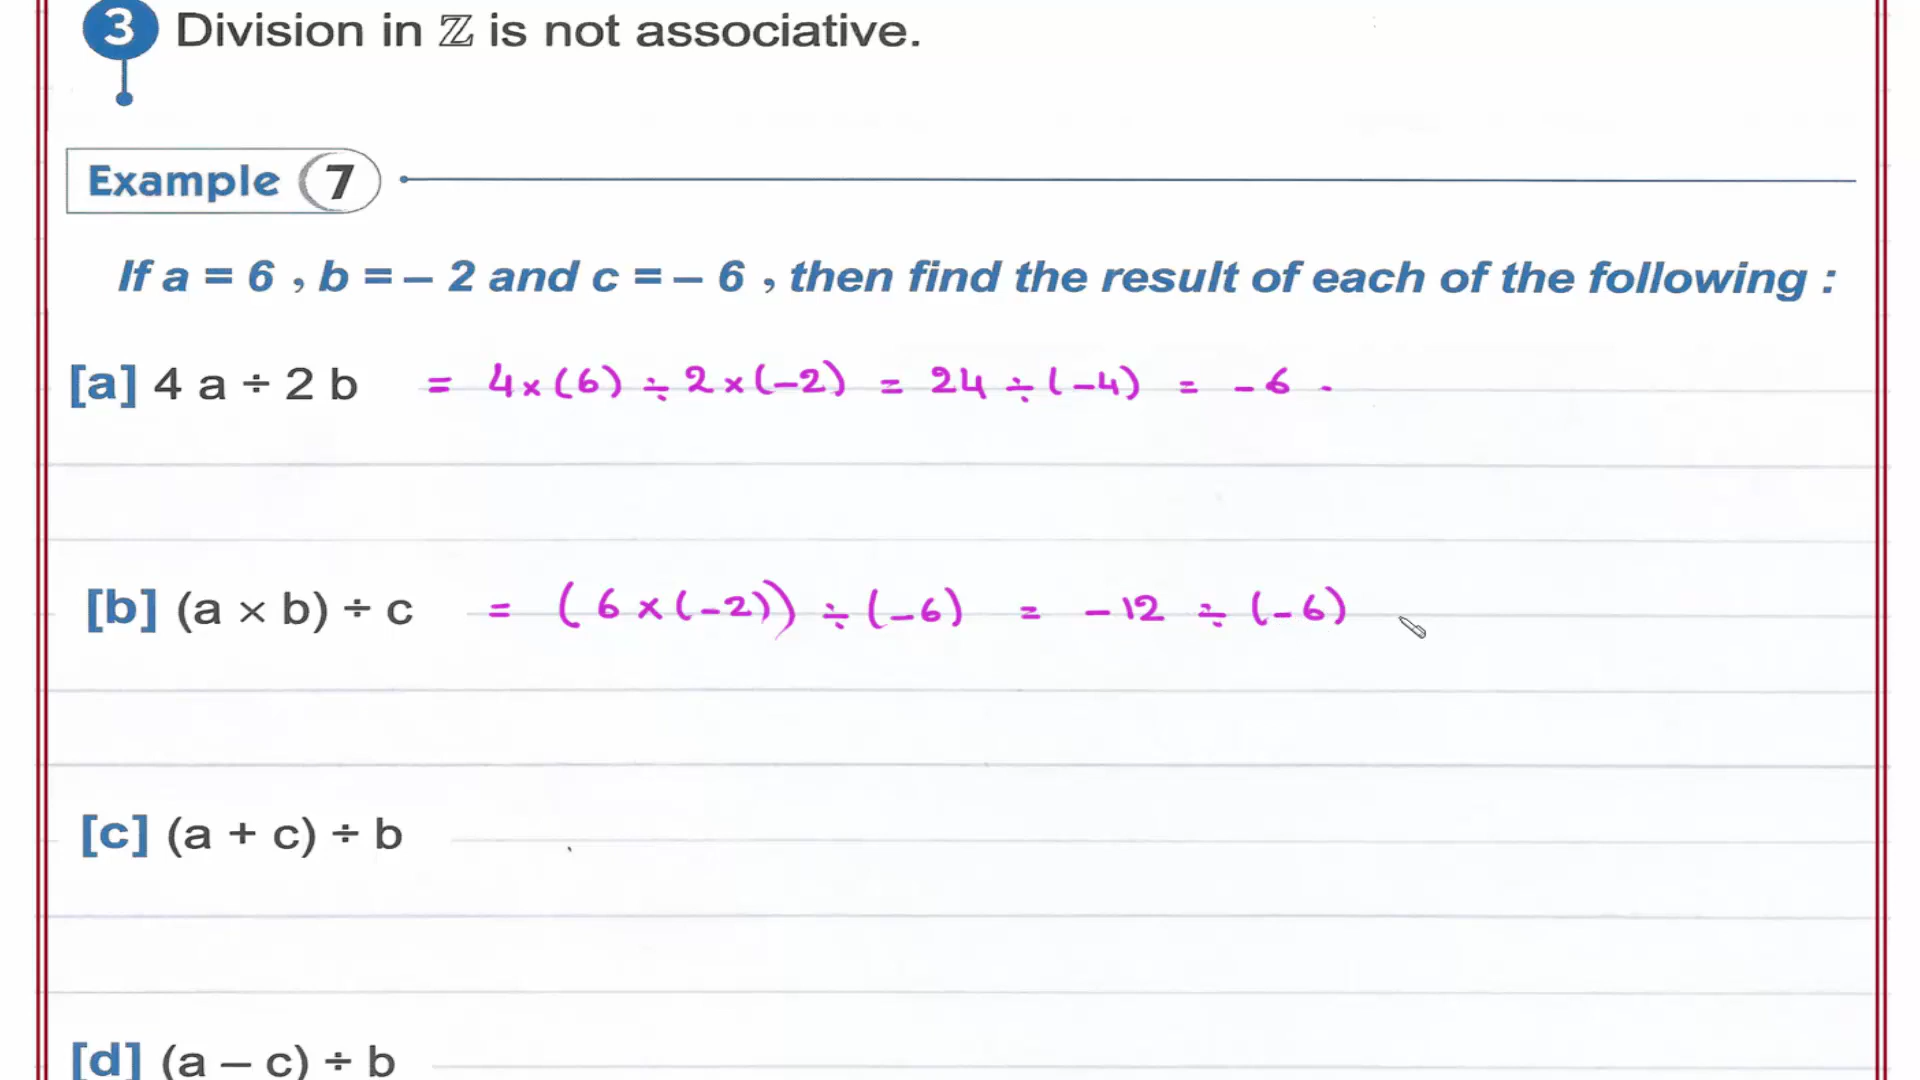 3 Division in ℤ is not associative.
Example 7
If a = 6 , b = – 2 and c = – 6 , then find the result of each of the following :
[a] 4 a ÷ 2 b = 4 × (6) ÷ 2 × (-2) = 24 ÷ (-4) = -6 .
[b] (a × b) ÷ c = (6 × (-2)) ÷ (-6) = -12 ÷ (-6)
[c] (a + c) ÷ b
[d] (a – c) ÷ b